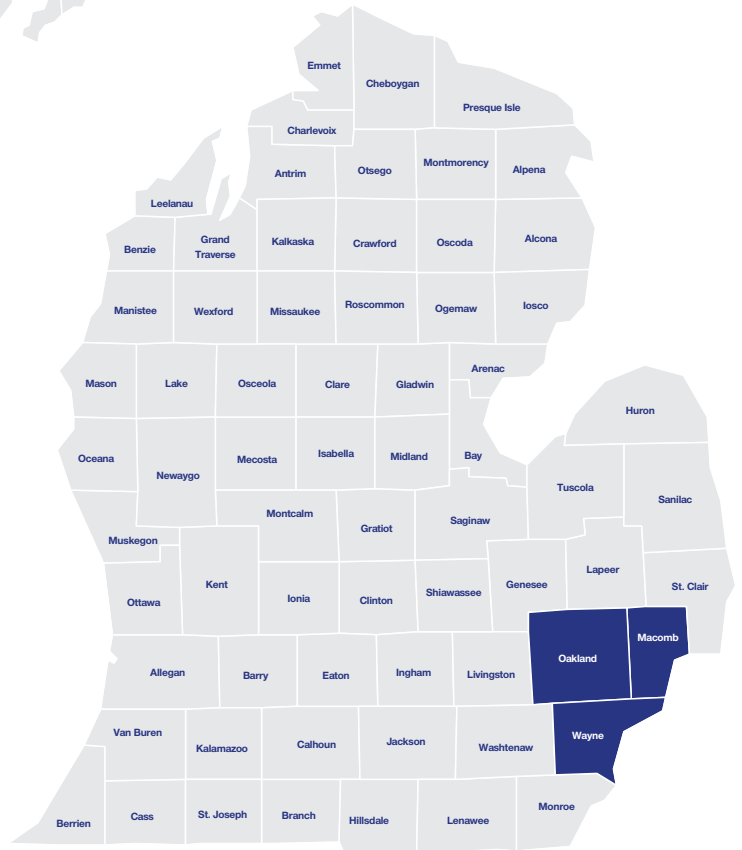 Emmet
Cheboygan
Presque Isle
Charlevoix
Antrim
Otsego
Montmorency
Alpena
Leelanau
Benzie
Grand
Traverse
Kalkaska
Crawford
Oscoda
Alcona
Manistee
Wexford
Missaukee
Roscommon
Ogemaw
Iosco
Mason
Lake
Osceola
Clare
Gladwin
Arenac
Huron
Oceana
Newaygo
Mecosta
Isabella
Midland
Bay
Tuscola
Sanilac
Muskegon
Montcalm
Gratiot
Saginaw
Ottawa
Kent
Ionia
Clinton
Shiawassee
Genesee
Lapeer
St. Clair
Allegan
Barry
Eaton
Ingham
Livingston
Oakland
Macomb
Van Buren
Kalamazoo
Calhoun
Jackson
Washtenaw
Wayne
Berrien
Cass
St. Joseph
Branch
Hillsdale
Lenawee
Monroe